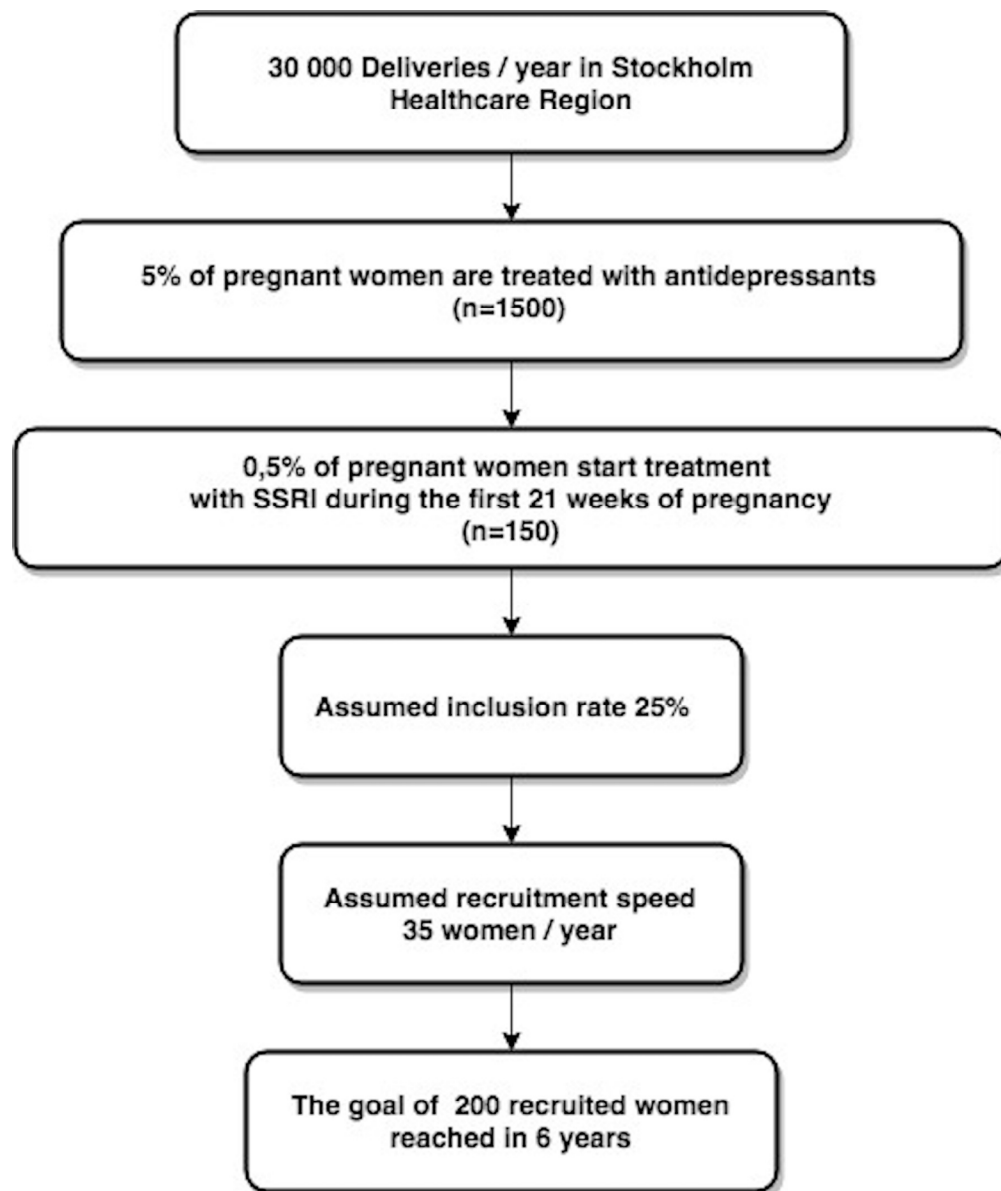 30 000 Deliveries / year in Stockholm
Healthcare Region
5% of pregnant women are treated with antidepressants
(n=1500)
0,5% of pregnant women start treatment
with SSRI during the first 21 weeks of pregnancy
(n=150)
Assumed inclusion rate 25%
Assumed recruitment speed
35 women / year
The goal of 200 recruited women
reached in 6 years